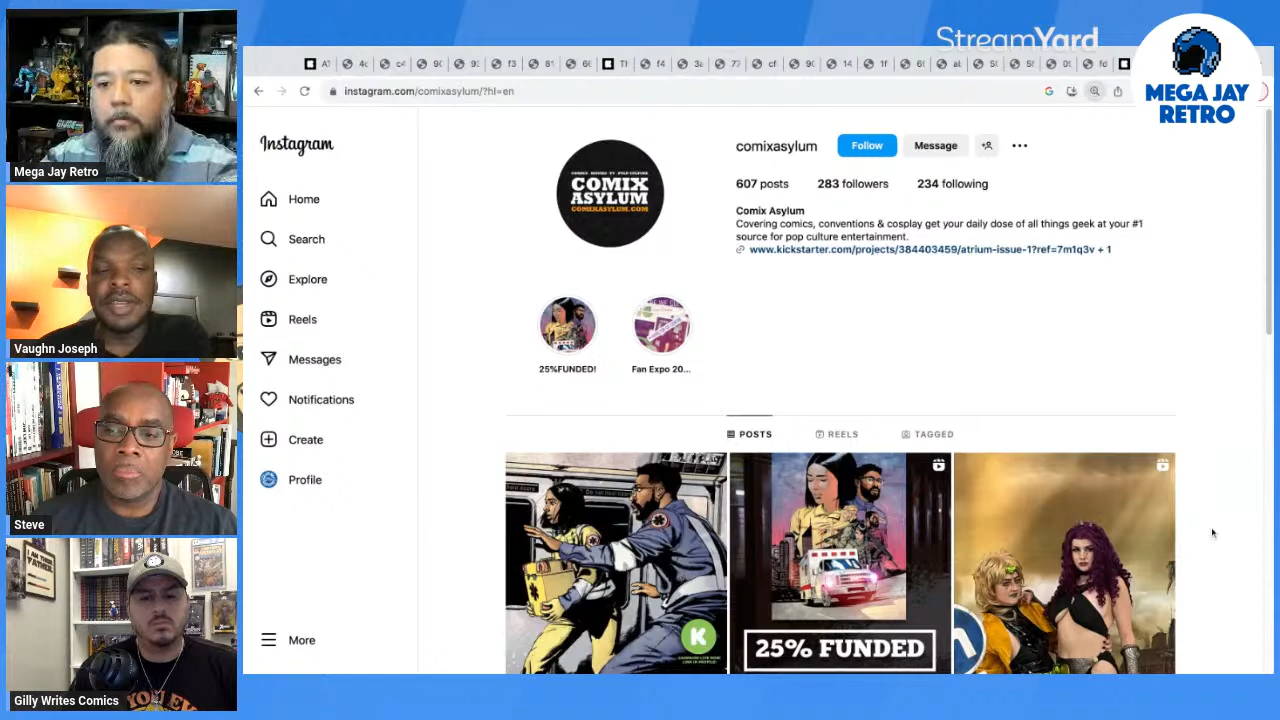 StreamYard
MEGA JAY
RETRO
Mega Jay Retro
Vaughn Joseph
Steve
Gilly Writes Comics
instagram.com/comixasylum/?hl=en
Instagram
Home
Search
Explore
Reels
Messages
Notifications
Create
Profile
More
COMIX
ASYLUM
COMIXASYLUM.COM
comixasylum
Follow
Message
607 posts 283 followers 234 following
Comix Asylum
Covering comics, conventions & cosplay get your daily dose of all things geek at your #1
source for pop culture entertainment.
www.kickstarter.com/projects/384403459/atrium-issue-1?ref=7m1q3v + 1
25%FUNDED!
Fan Expo 20...
POSTS
REELS
TAGGED
K
25% FUNDED